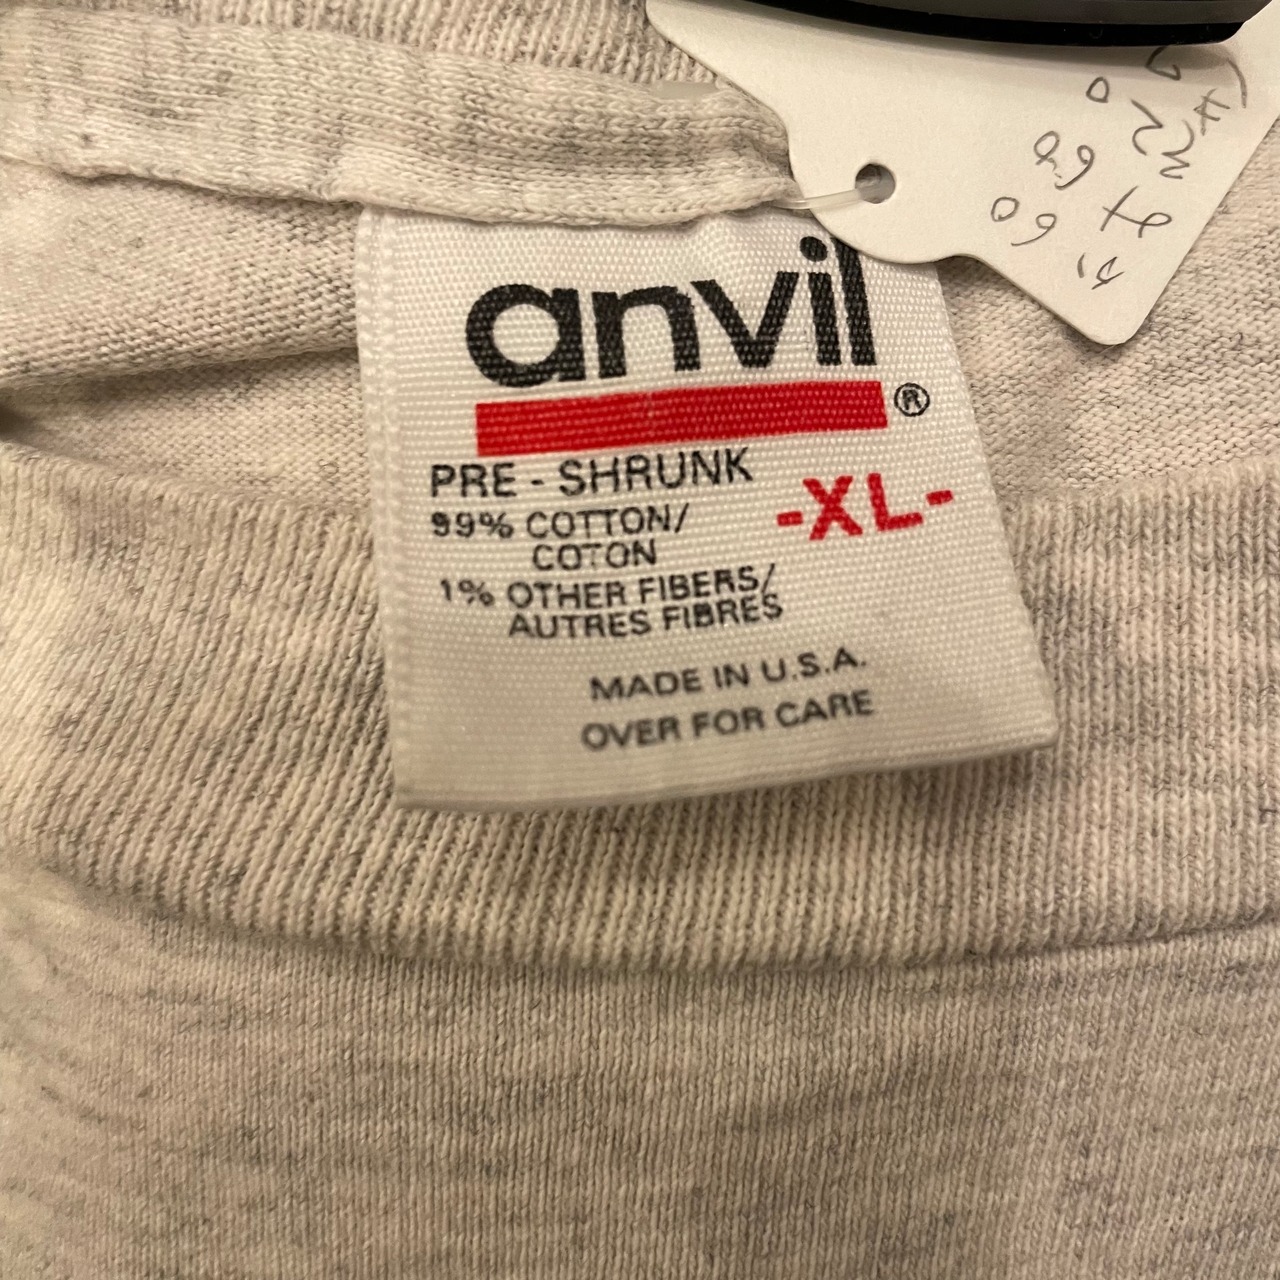 anvil
®
PRE - SHRUNK
-XL-
99% COTTON/
COTON
1% OTHER FIBERS/
AUTRES FIBRES
MADE IN U.S.A.
OVER FOR CARE